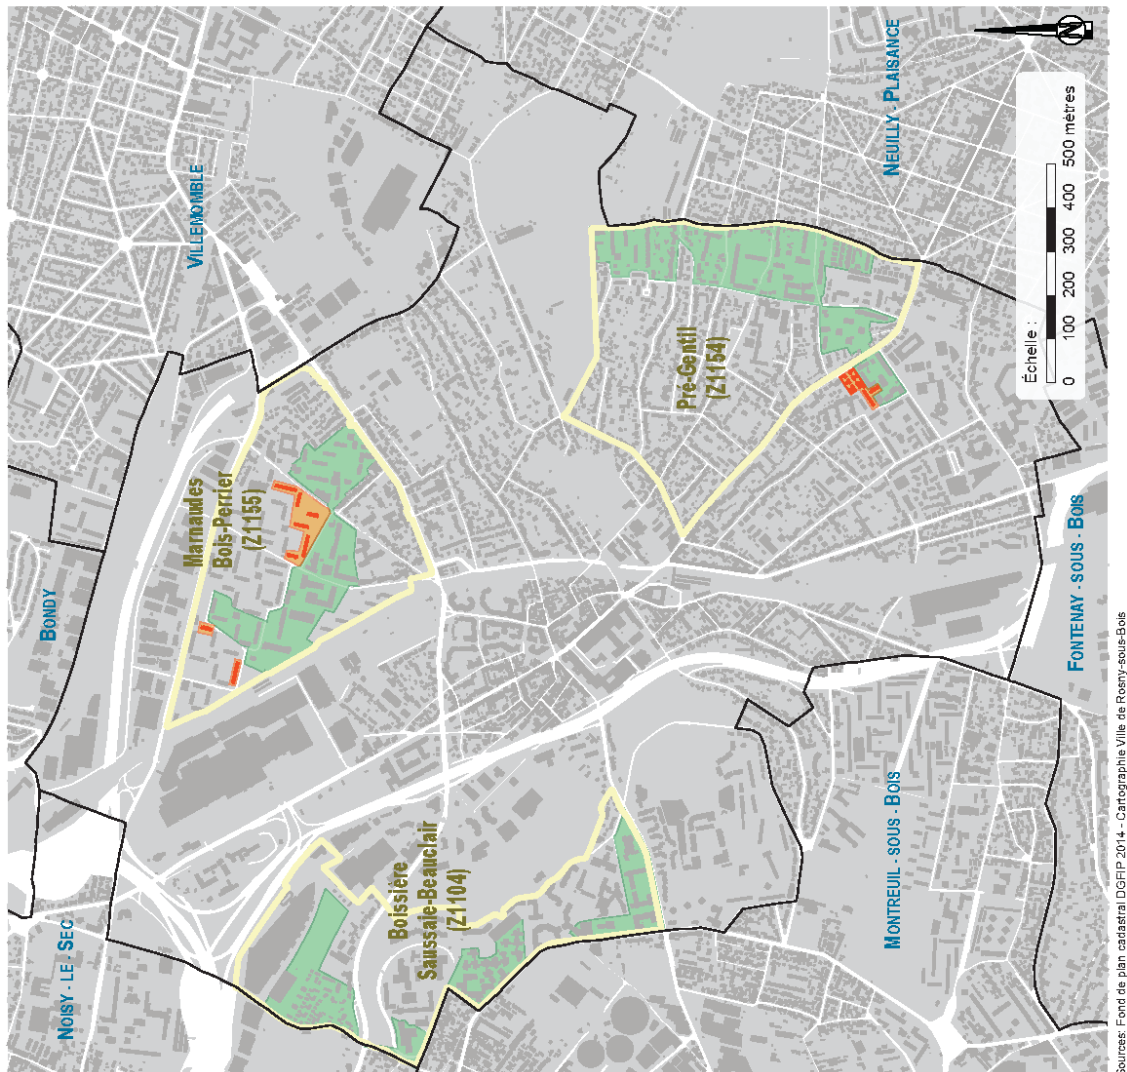 NOISY - LE - SEC
BONDY
VILLEMOMBLE
NEUILLY - PLAISANCE
MONTREUIL - SOUS - BOIS
FONTENAY - SOUS - BOIS
Boissière
Saussaie-Beauclair
(Z1104)
Marnaudes
Bois-Perrier
(Z1155)
Pré-Gentil
(Z1154)
N
Échelle :
0 100 200 300 400 500 mètres
Sources: Fond de plan cadastral DGFIP 2014 - Cartographie Ville de Rosny-sous-Bois